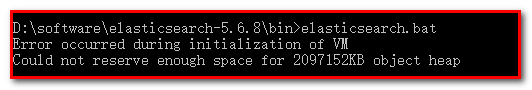 D:\software\elasticsearch-5.6.8\bin>elasticsearch.bat
Error occurred during initialization of VM
Could not reserve enough space for 2097152KB object heap